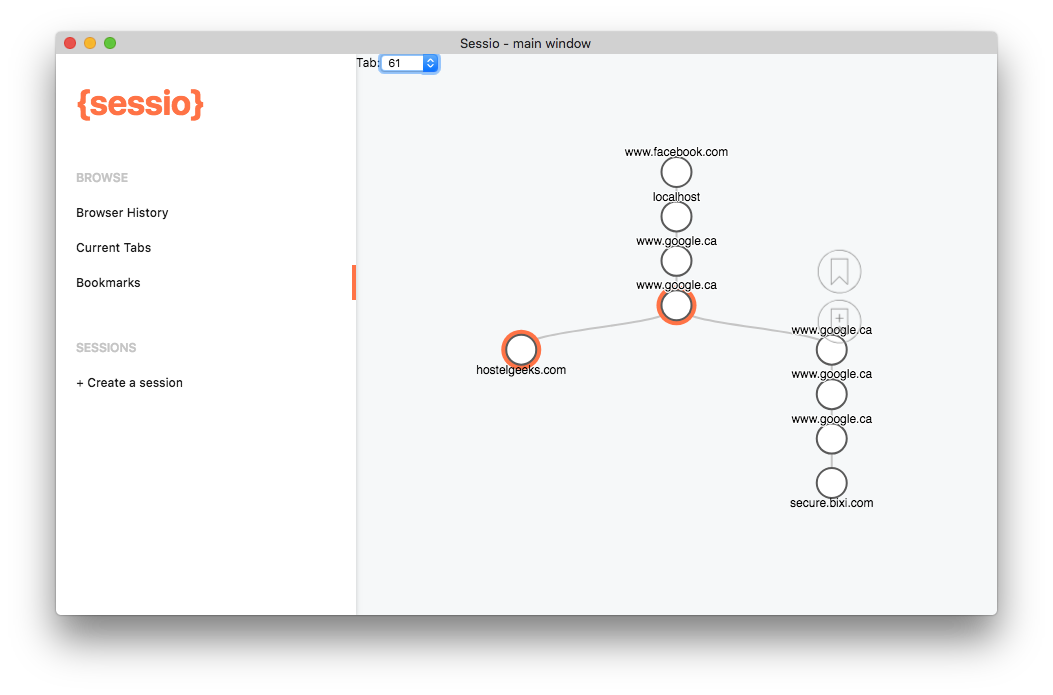 Sessio - main window
Tab: 61
{sessio}
BROWSE
Browser History
Current Tabs
Bookmarks
SESSIONS
+ Create a session
www.facebook.com
localhost
www.google.ca
www.google.ca
www.google.ca
hostelgeeks.com
www.google.ca
www.google.ca
secure.bixi.com